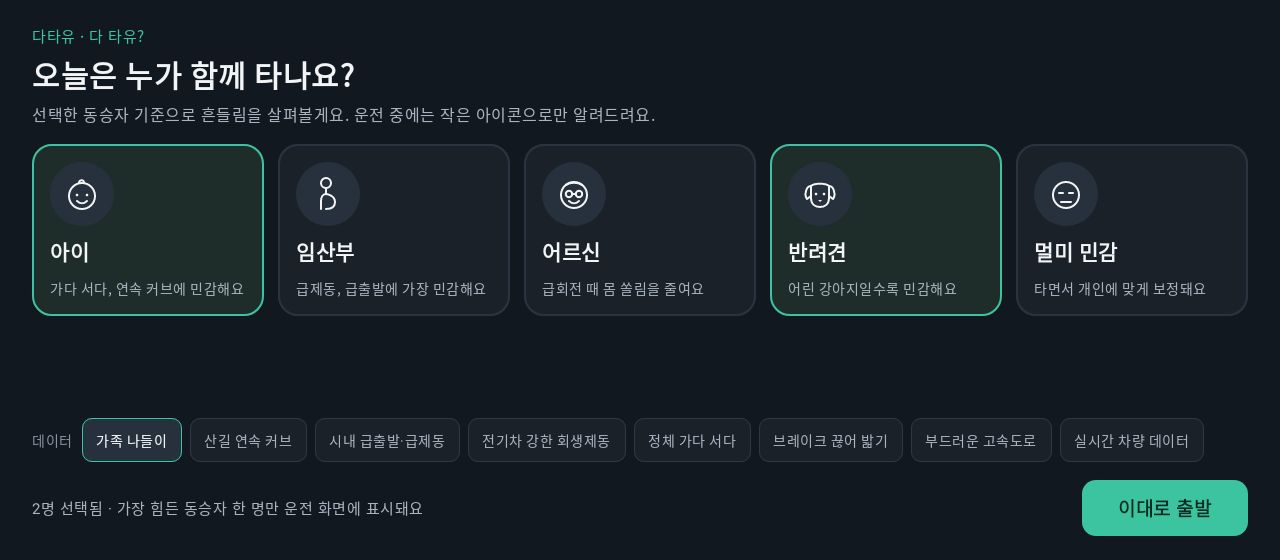 다타유 · 다 타유?
오늘은 누가 함께 타나요?
선택한 동승자 기준으로 흔들림을 살펴볼게요. 운전 중에는 작은 아이콘으로만 알려드려요.
아이
가다 서다, 연속 커브에 민감해요
임산부
급제동, 급출발에 가장 민감해요
어르신
급회전 때 몸 쏠림을 줄여요
반려견
어린 강아지일수록 민감해요
멀미 민감
타면서 개인에 맞게 보정돼요
데이터 가족 나들이 산길 연속 커브 시내 급출발·급제동 전기차 강한 회생제동 정체 가다 서다 브레이크 끊어 밟기 부드러운 고속도로 실시간 차량 데이터
2명 선택됨 · 가장 힘든 동승자 한 명만 운전 화면에 표시돼요
이대로 출발